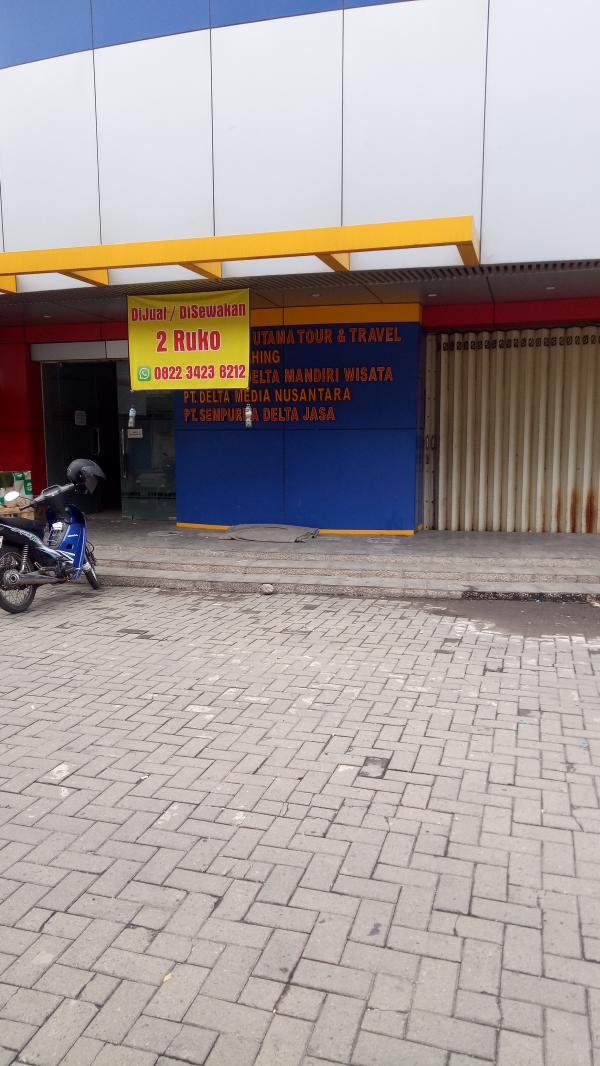 DiJual / DiSewakan
2 Ruko
0822 3423 8212
UTAMA TOUR & TRAVEL
HING
ELTA MANDIRI WISATA
PT. DELTA MEDIA NUSANTARA
PT. SEMPURNA DELTA JASA